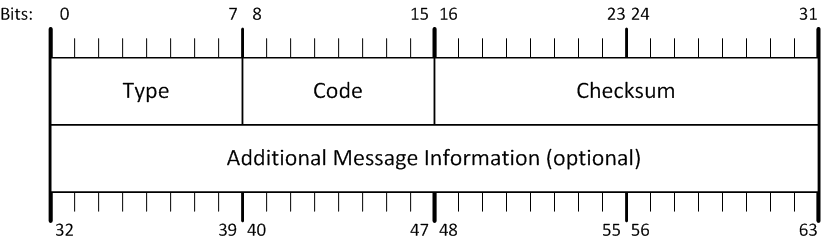 Bits: 0 7 8 15 16 23 24 31
Type Code Checksum
Additional Message Information (optional)
32 39 40 47 48 55 56 63